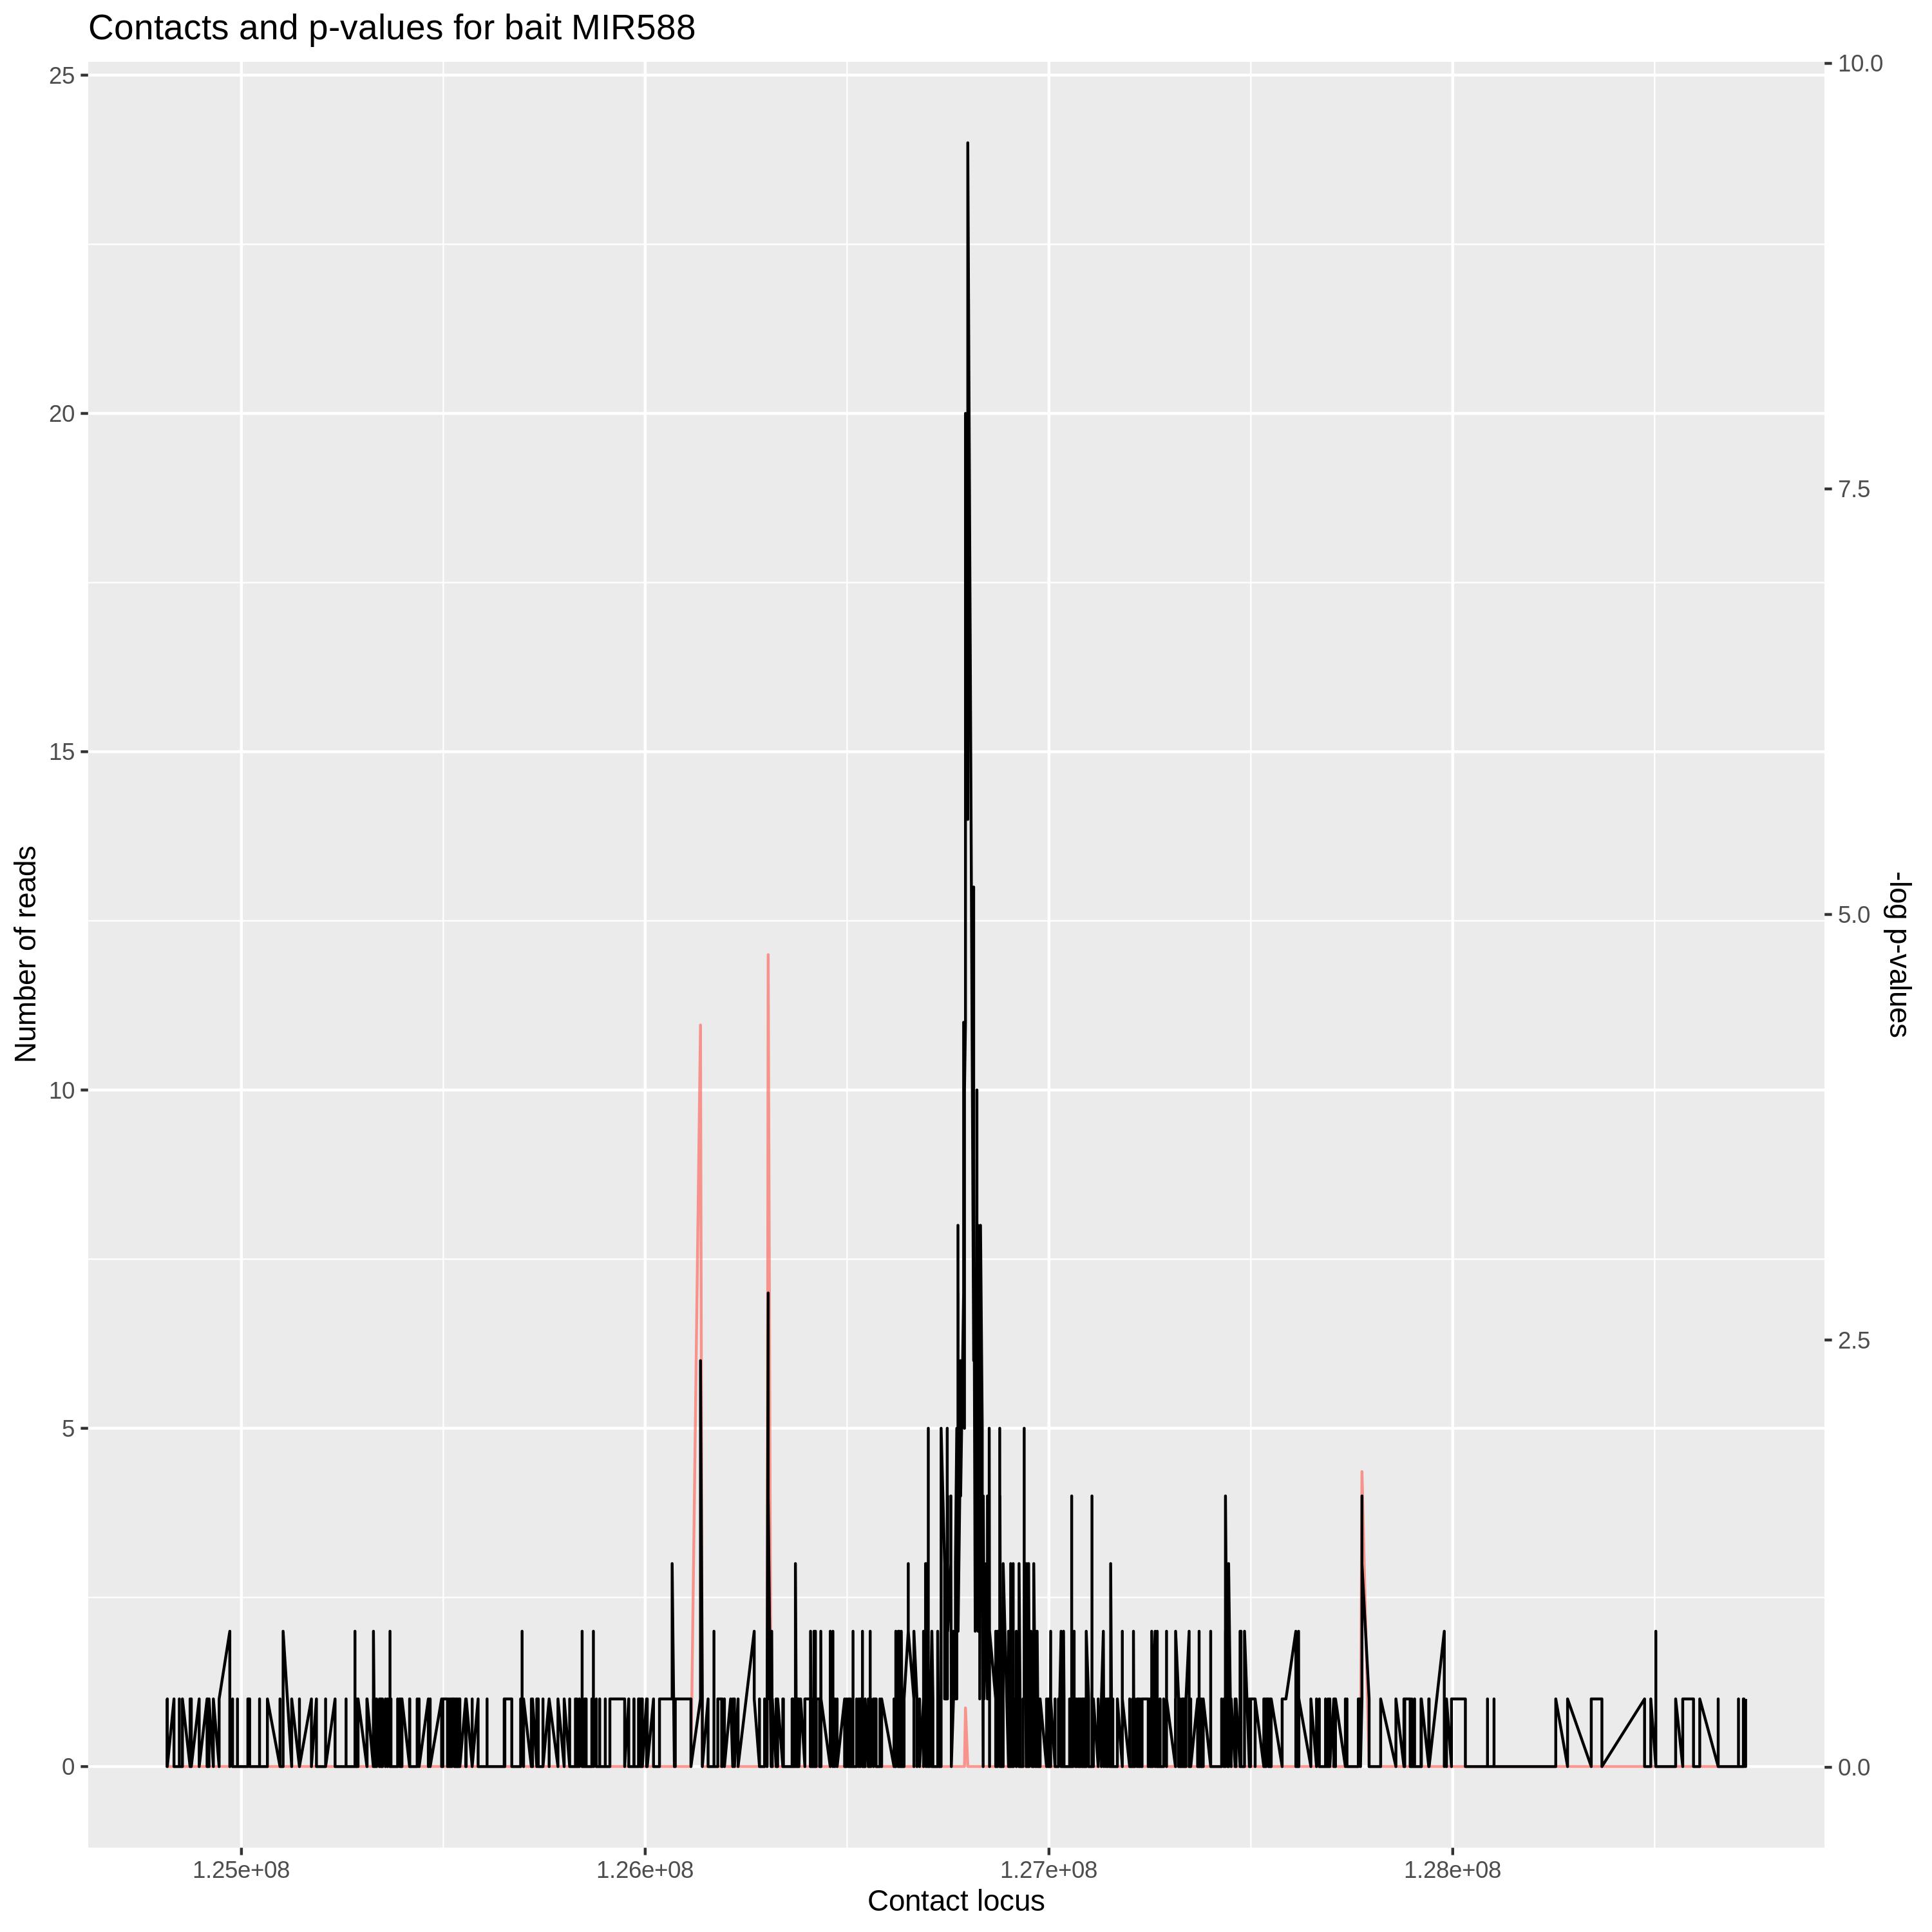 Contacts and p-values for bait MIR588
25
20
15
10
5
0
10.0
7.5
5.0
2.5
0.0
Number of reads
-log p-values
1.25e+08 1.26e+08 1.27e+08 1.28e+08
Contact locus